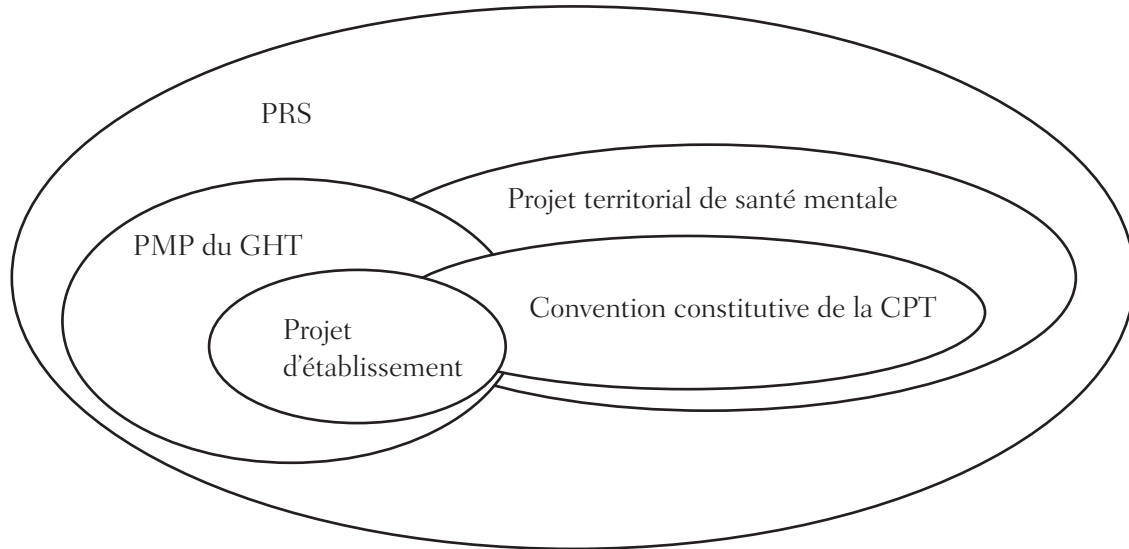 PRS
Projet territorial de santé mentale
PMP du GHT
Convention constitutive de la CPT
Projet
d’établissement